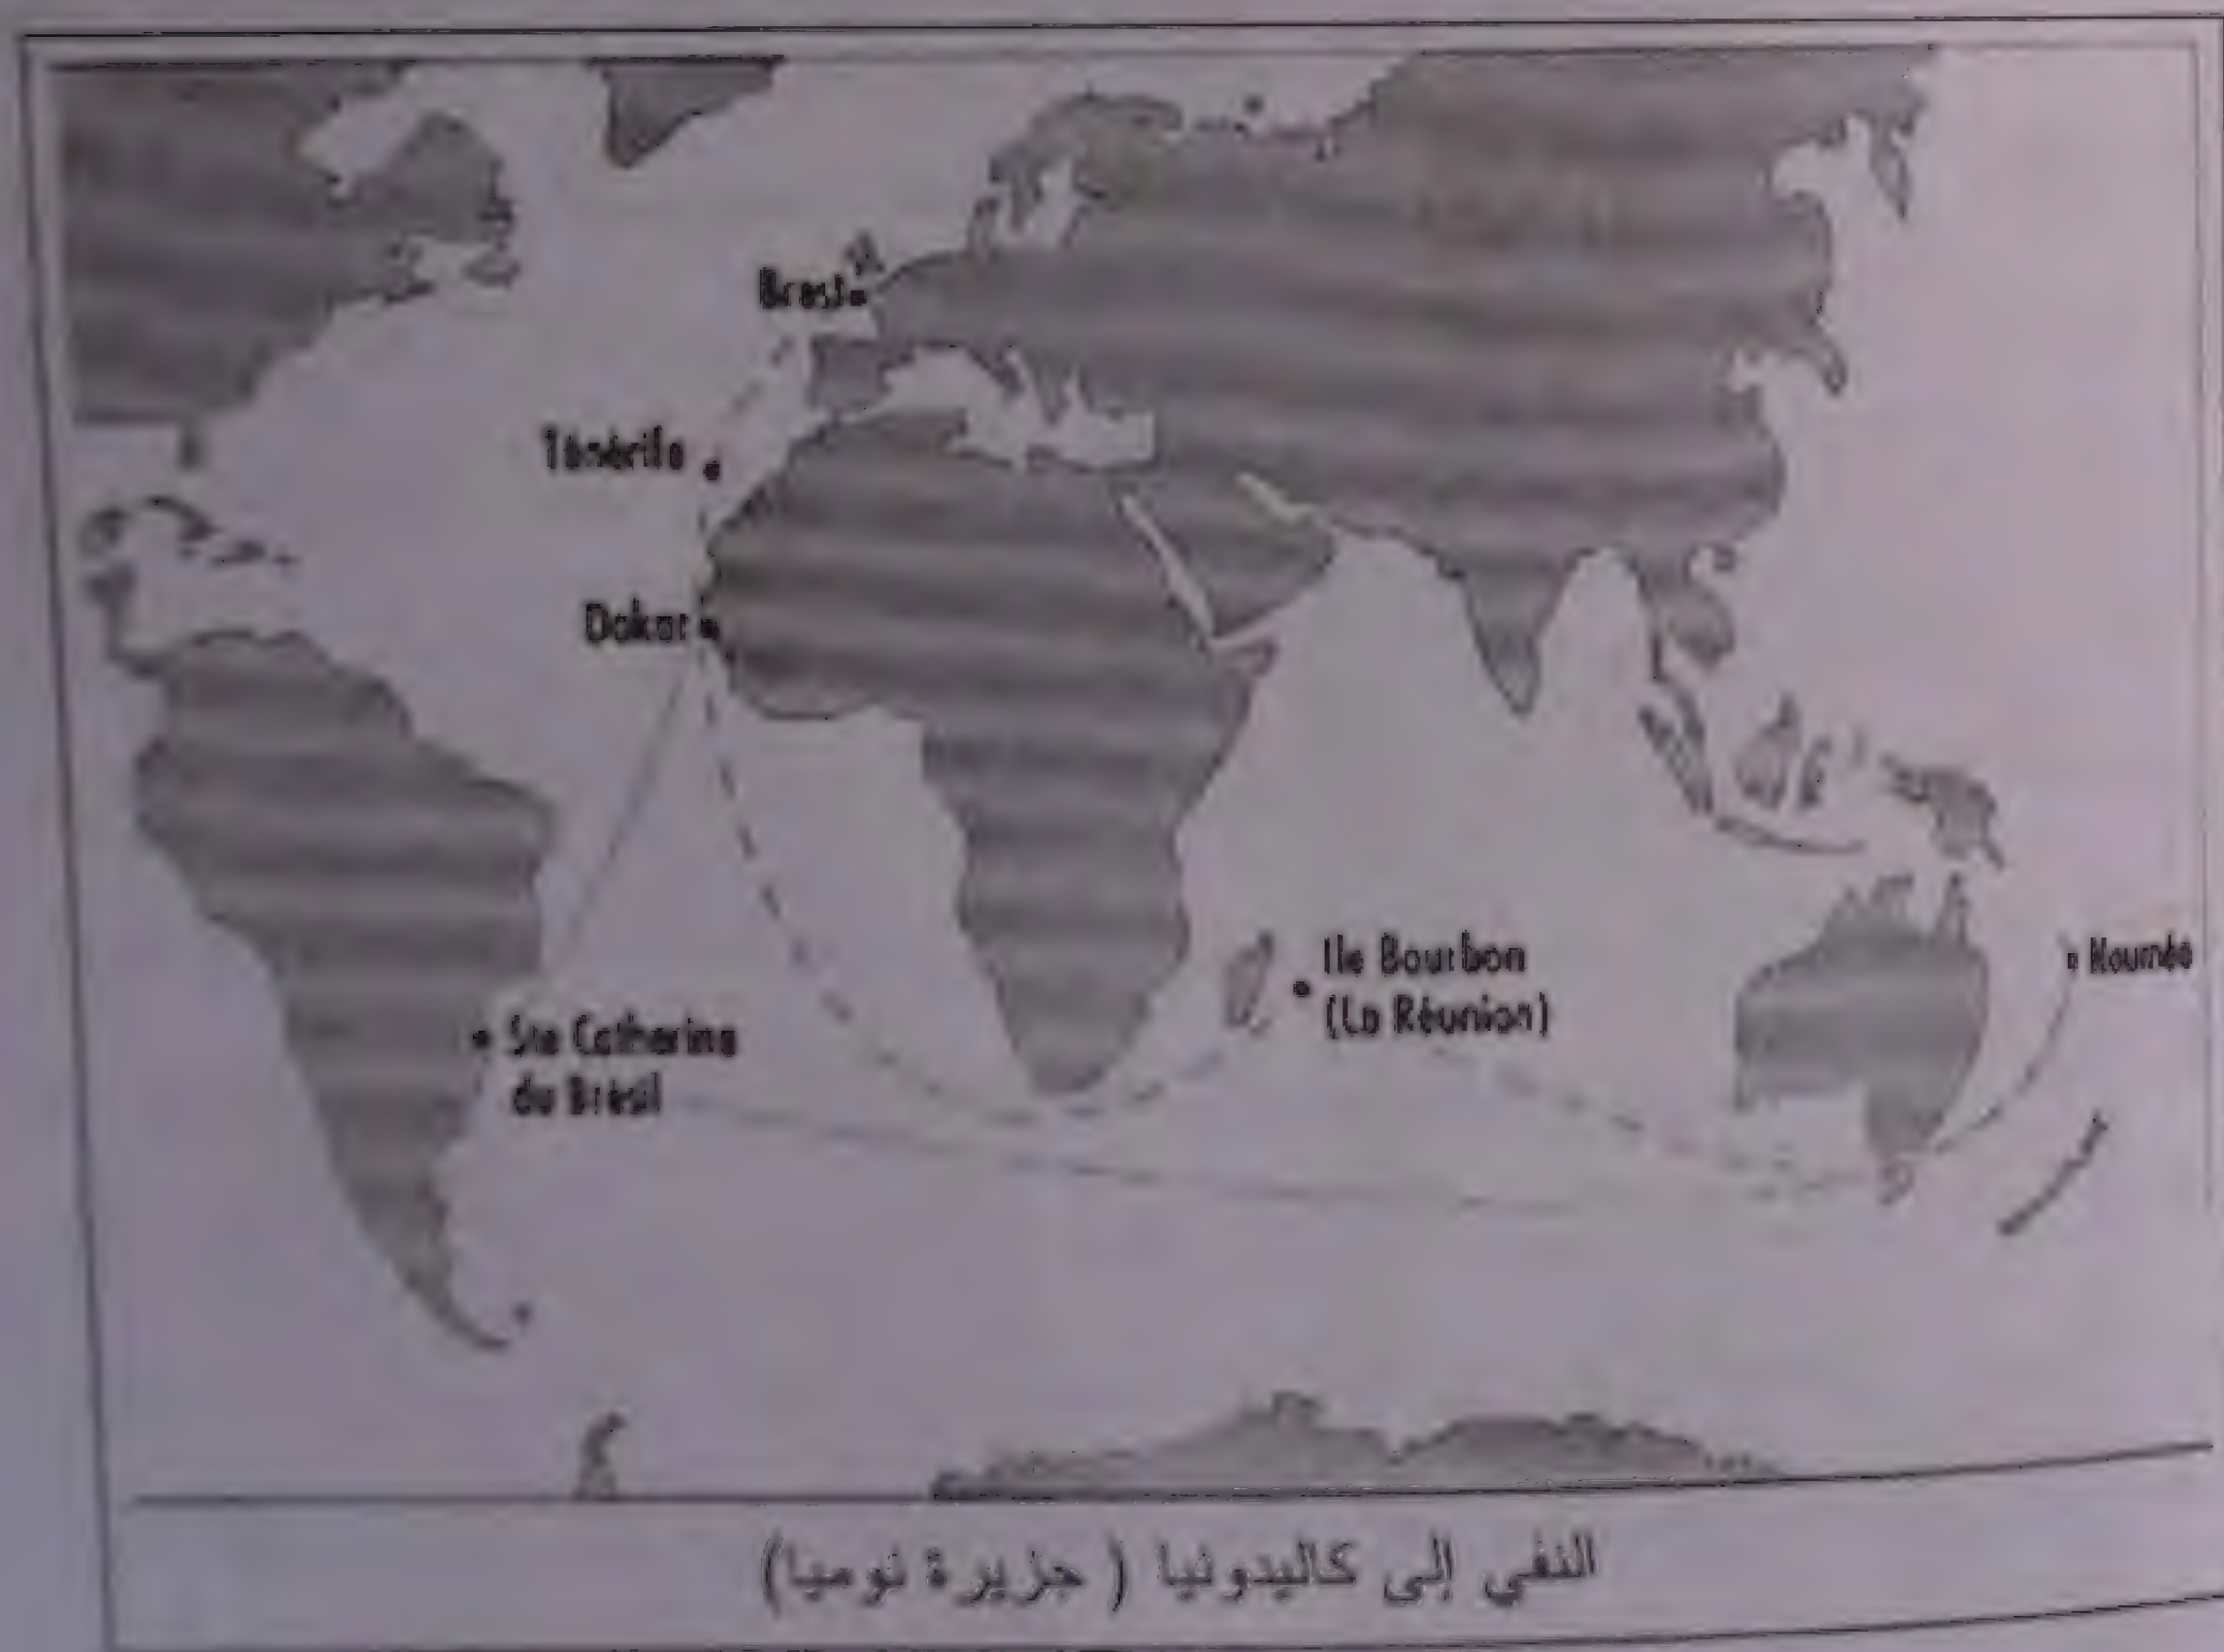 Brest
Ténérife
Dakar
Ile Bourbon
(La Réunion)
Nouméa
Ste Catherine
du Brésil
النفي إلى كاليدونيا ( جزيرة نوميا)